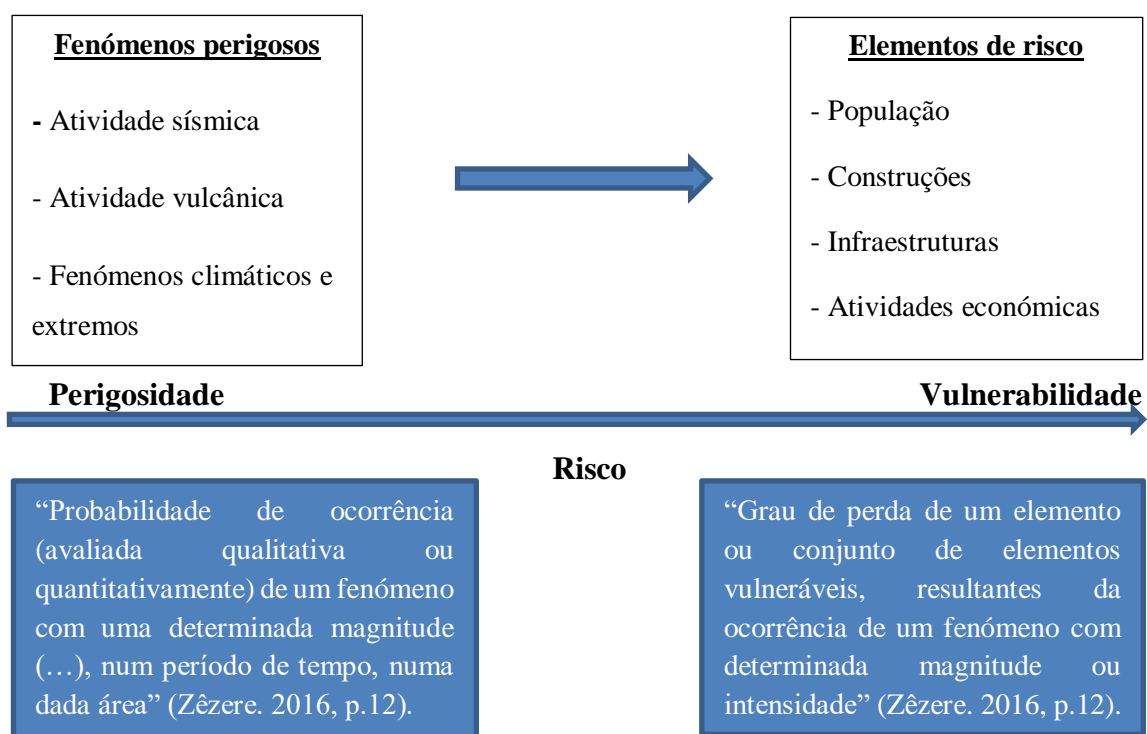 Fenómenos perigosos
- Atividade sísmica
- Atividade vulcânica
- Fenómenos climáticos e
extremos
Elementos de risco
- População
- Construções
- Infraestruturas
- Atividades económicas
Perigosidade
Vulnerabilidade
Risco
“Probabilidade de ocorrência
(avaliada qualitativa ou
quantitativamente) de um fenómeno
com uma determinada magnitude
(…), num período de tempo, numa
dada área” (Zêzere. 2016, p.12).
“Grau de perda de um elemento
ou conjunto de elementos
vulneráveis, resultantes da
ocorrência de um fenómeno com
determinada magnitude ou
intensidade” (Zêzere. 2016, p.12).